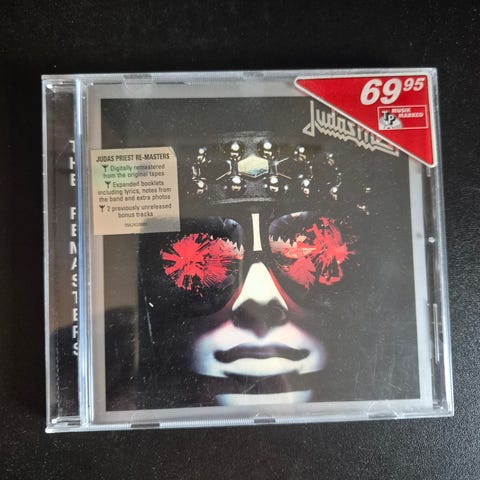 69.95
MUSIK
TP MARKED
Judas
JUDAS PRIEST RE-MASTERS
Digitally remastered
from the original tapes
Expanded booklets
including lyrics, notes from
the band and extra photos
2 previously unreleased
bonus tracks
THE REMASTERS